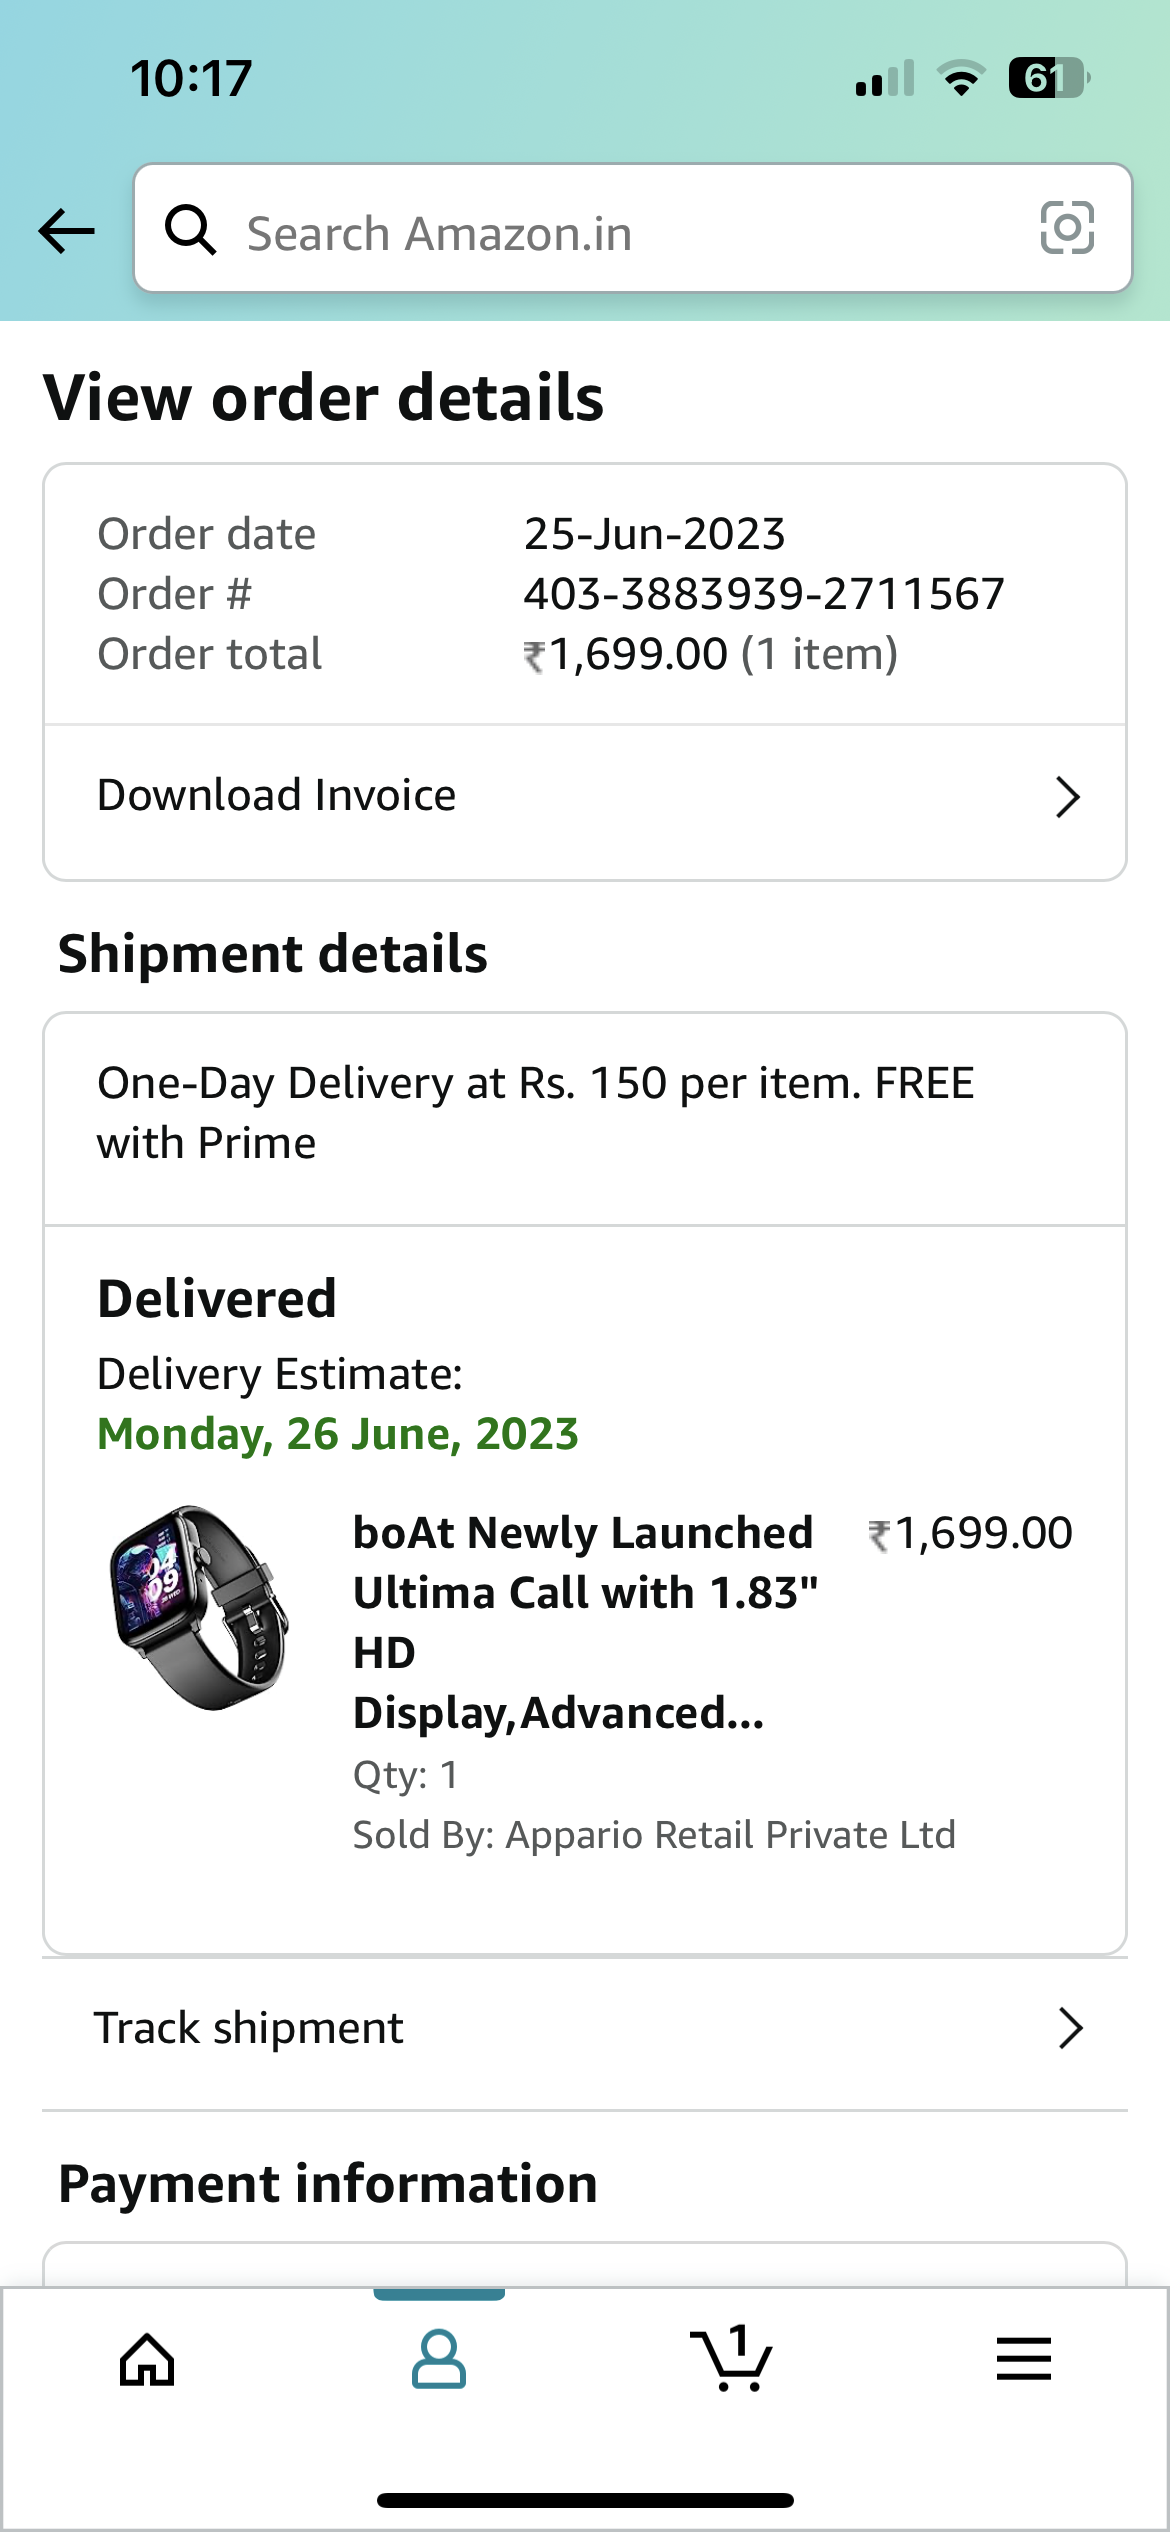 10:17
61
Search Amazon.in
View order details
Order date 25-Jun-2023
Order # 403-3883939-2711567
Order total ₹1,699.00 (1 item)
Download Invoice
Shipment details
One-Day Delivery at Rs. 150 per item. FREE
with Prime
Delivered
Delivery Estimate:
Monday, 26 June, 2023
boAt Newly Launched ₹1,699.00
Ultima Call with 1.83"
HD
Display,Advanced...
Qty: 1
Sold By: Appario Retail Private Ltd
04
09
Track shipment
Payment information
1